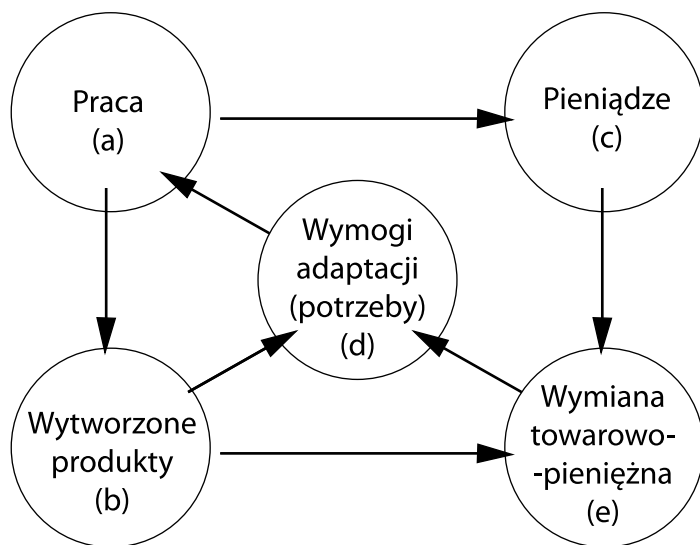 Praca
(a)
Pieniądze
(c)
Wymogi
adaptacji
(potrzeby)
(d)
Wytworzone
produkty
(b)
Wymiana
towarowo-
-pieniężna
(e)